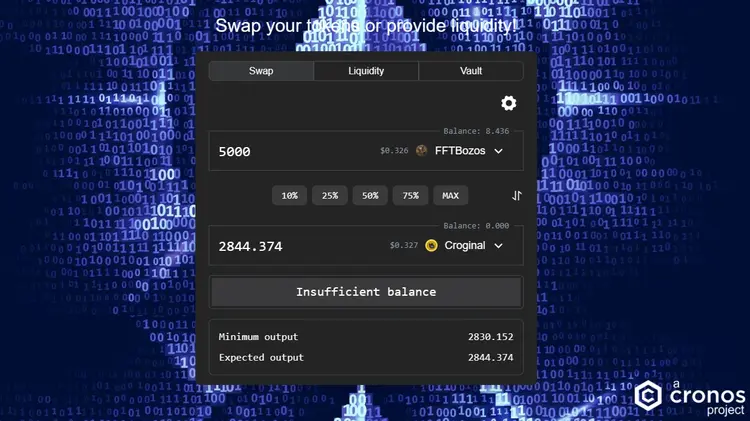 Swap your tokens or provide liquidity!
Swap Liquidity Vault
Balance: 8.436
5000 $0.326 FFTBozos
10% 25% 50% 75% MAX
Balance: 0.000
2844.374 $0.327 Croginal
Insufficient balance
Minimum output 2830.152
Expected output 2844.374
a
cronos
project